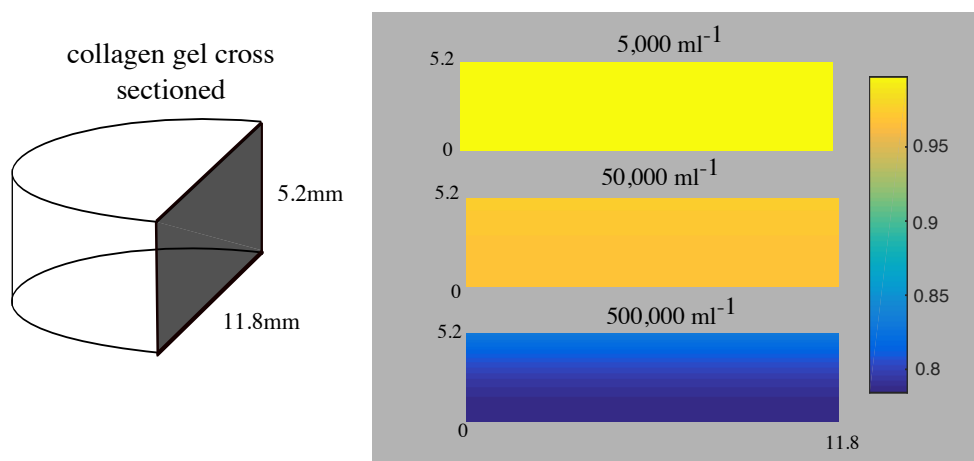 collagen gel cross
sectioned
5.2mm
11.8mm
5,000 ml-1
5.2
0
50,000 ml-1
5.2
0
500,000 ml-1
5.2
0
11.8
0.95
0.9
0.85
0.8